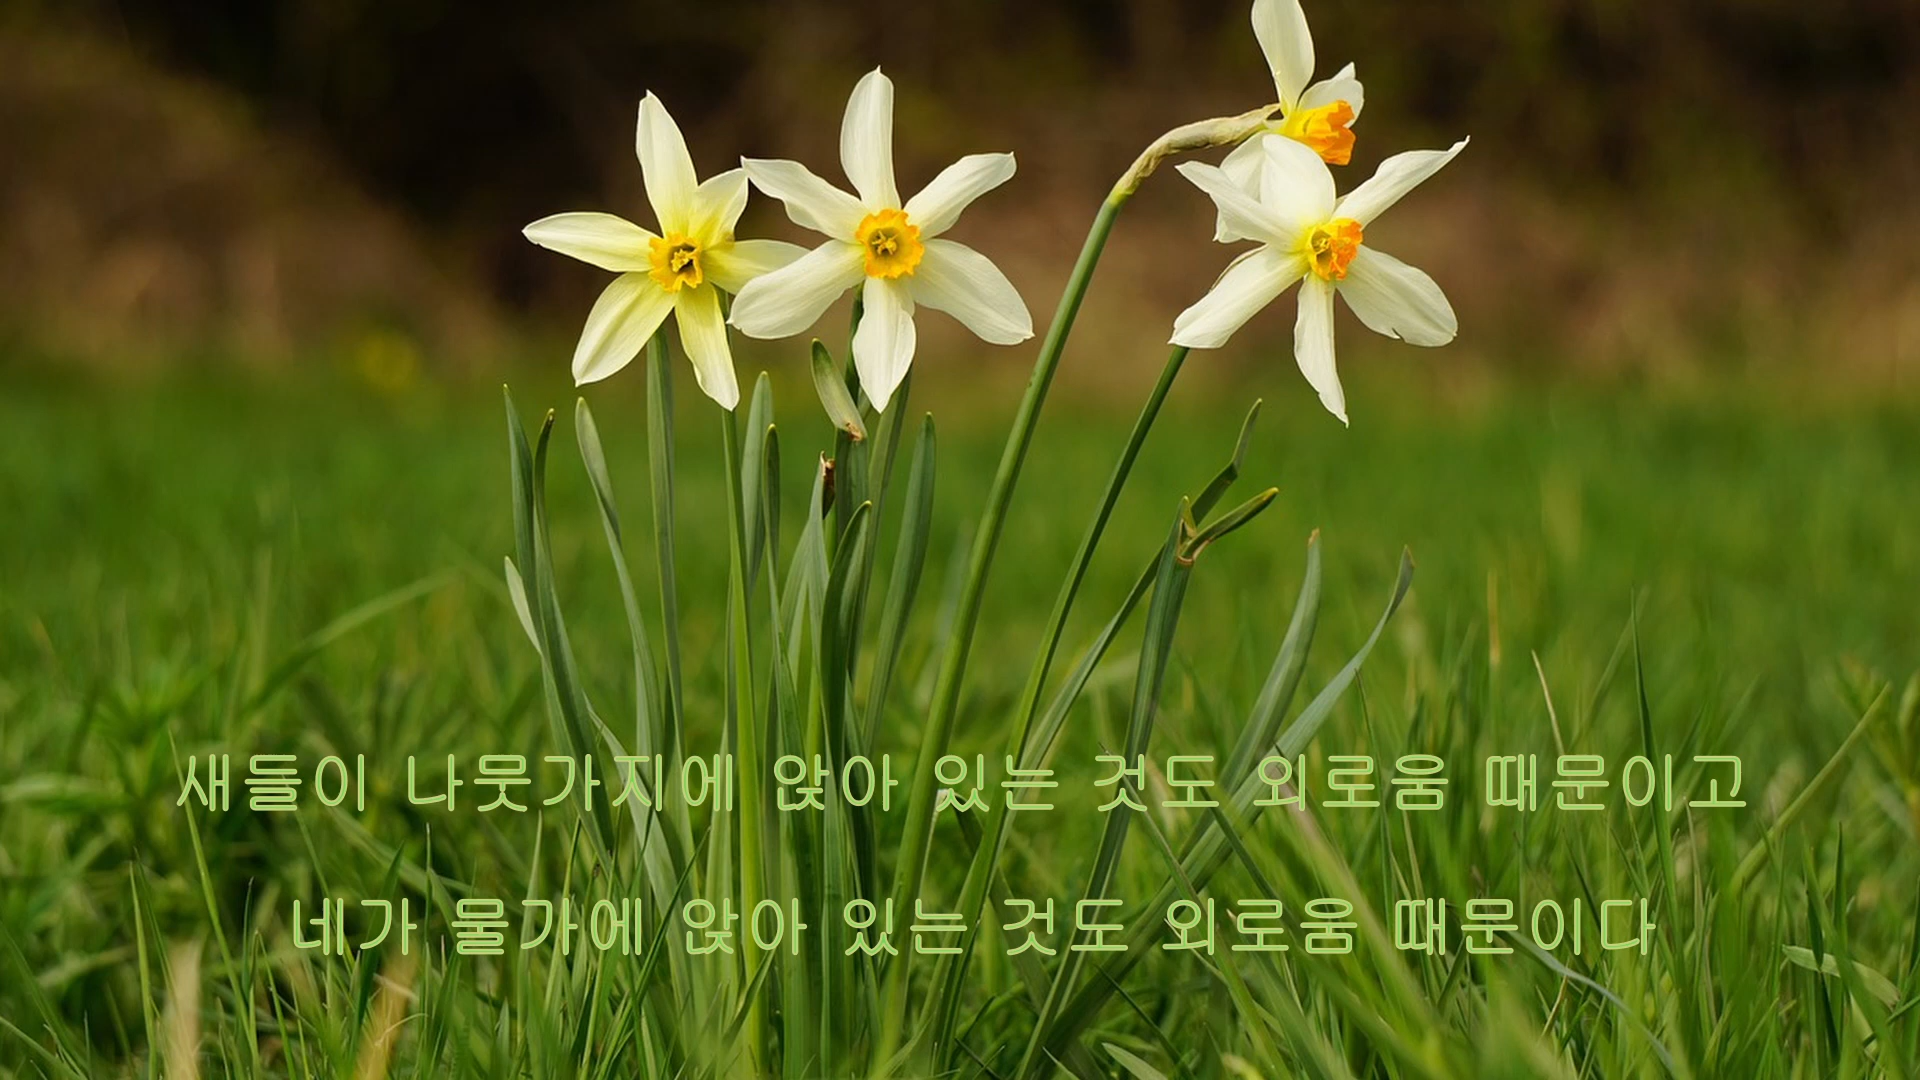 새들이 나뭇가지에 앉아 있는 것도 외로움 때문이고
네가 물가에 앉아 있는 것도 외로움 때문이다